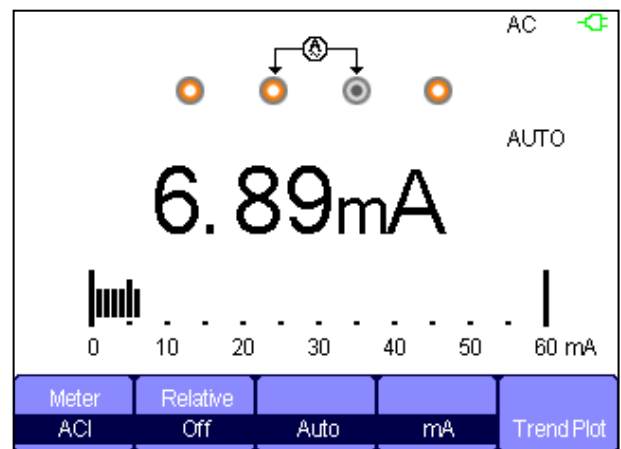 AC
A
AUTO
6.89mA
0 10 20 30 40 50 60 mA
Meter Relative
ACI Off Auto mA Trend Plot